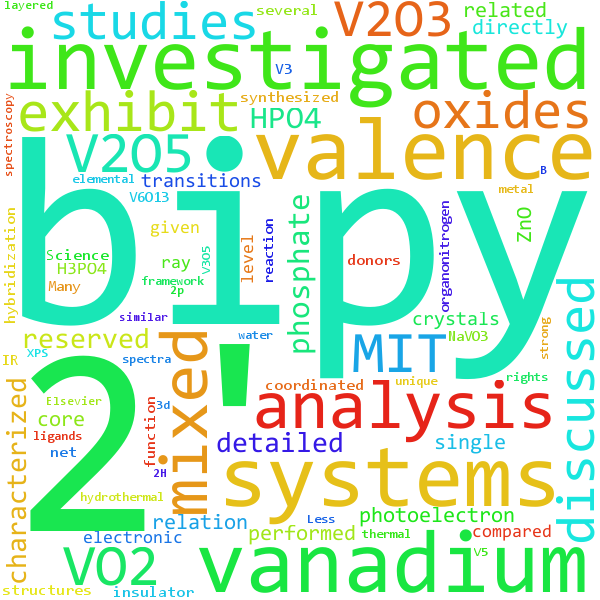 layered
studies
V2O3
several
related
directly
investigated
V3
spectroscopy
exhibit
synthesized
HPO4
oxides
V2O5
valence
elemental
transitions
B
V6O13
metal
bipy
hybridization
given
phosphate
level
reaction
organonitrogen
ZnO
Science
H3PO4
ray
V3O5
donors
Many
framework
2p
discussed
similar
crystals
reserved
mixed
MIT
water
NaVO3
strong
IR
XPS
spectra
2'
rights
characterized
coordinated
unique
Elsevier
core
function
3d
analysis
ligands
detailed
single
net
2H
systems
hydrothermal
relation
Less
photoelectron
electronic
performed
thermal
compared
VO2
vanadium
V5
structures
insulator